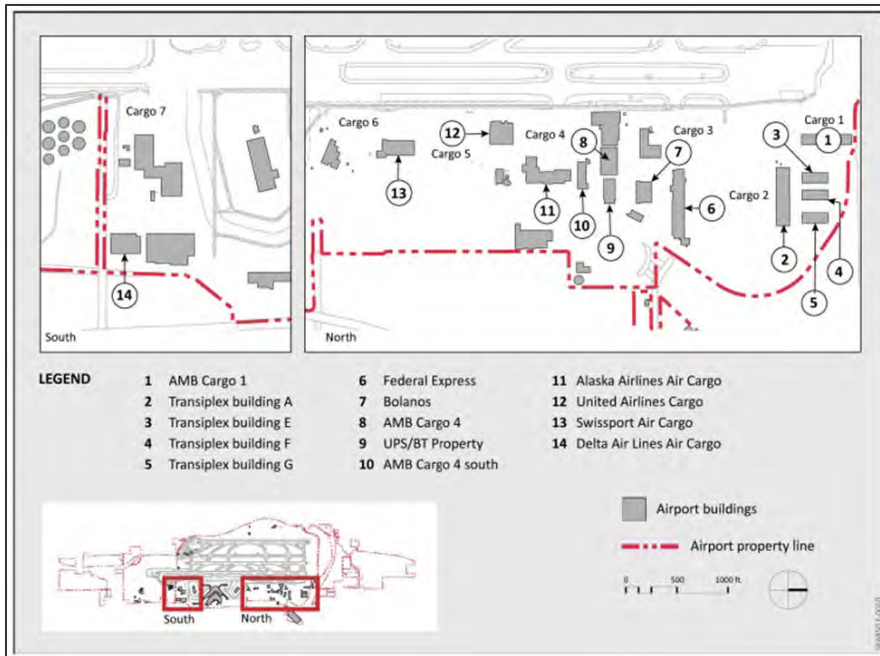 Cargo 7
14
South
Cargo 6
12
Cargo 4
Cargo 5
13
11
8
10
9
Cargo 3
7
6
Cargo 2
3
Cargo 1
1
2
5
4
North
LEGEND
1 AMB Cargo 1
2 Transiplex building A
3 Transiplex building E
4 Transiplex building F
5 Transiplex building G
6 Federal Express
7 Bolanos
8 AMB Cargo 4
9 UPS/BT Property
10 AMB Cargo 4 south
11 Alaska Airlines Air Cargo
12 United Airlines Cargo
13 Swissport Air Cargo
14 Delta Air Lines Air Cargo
South
North
Airport buildings
Airport property line
0 500 1000 ft.